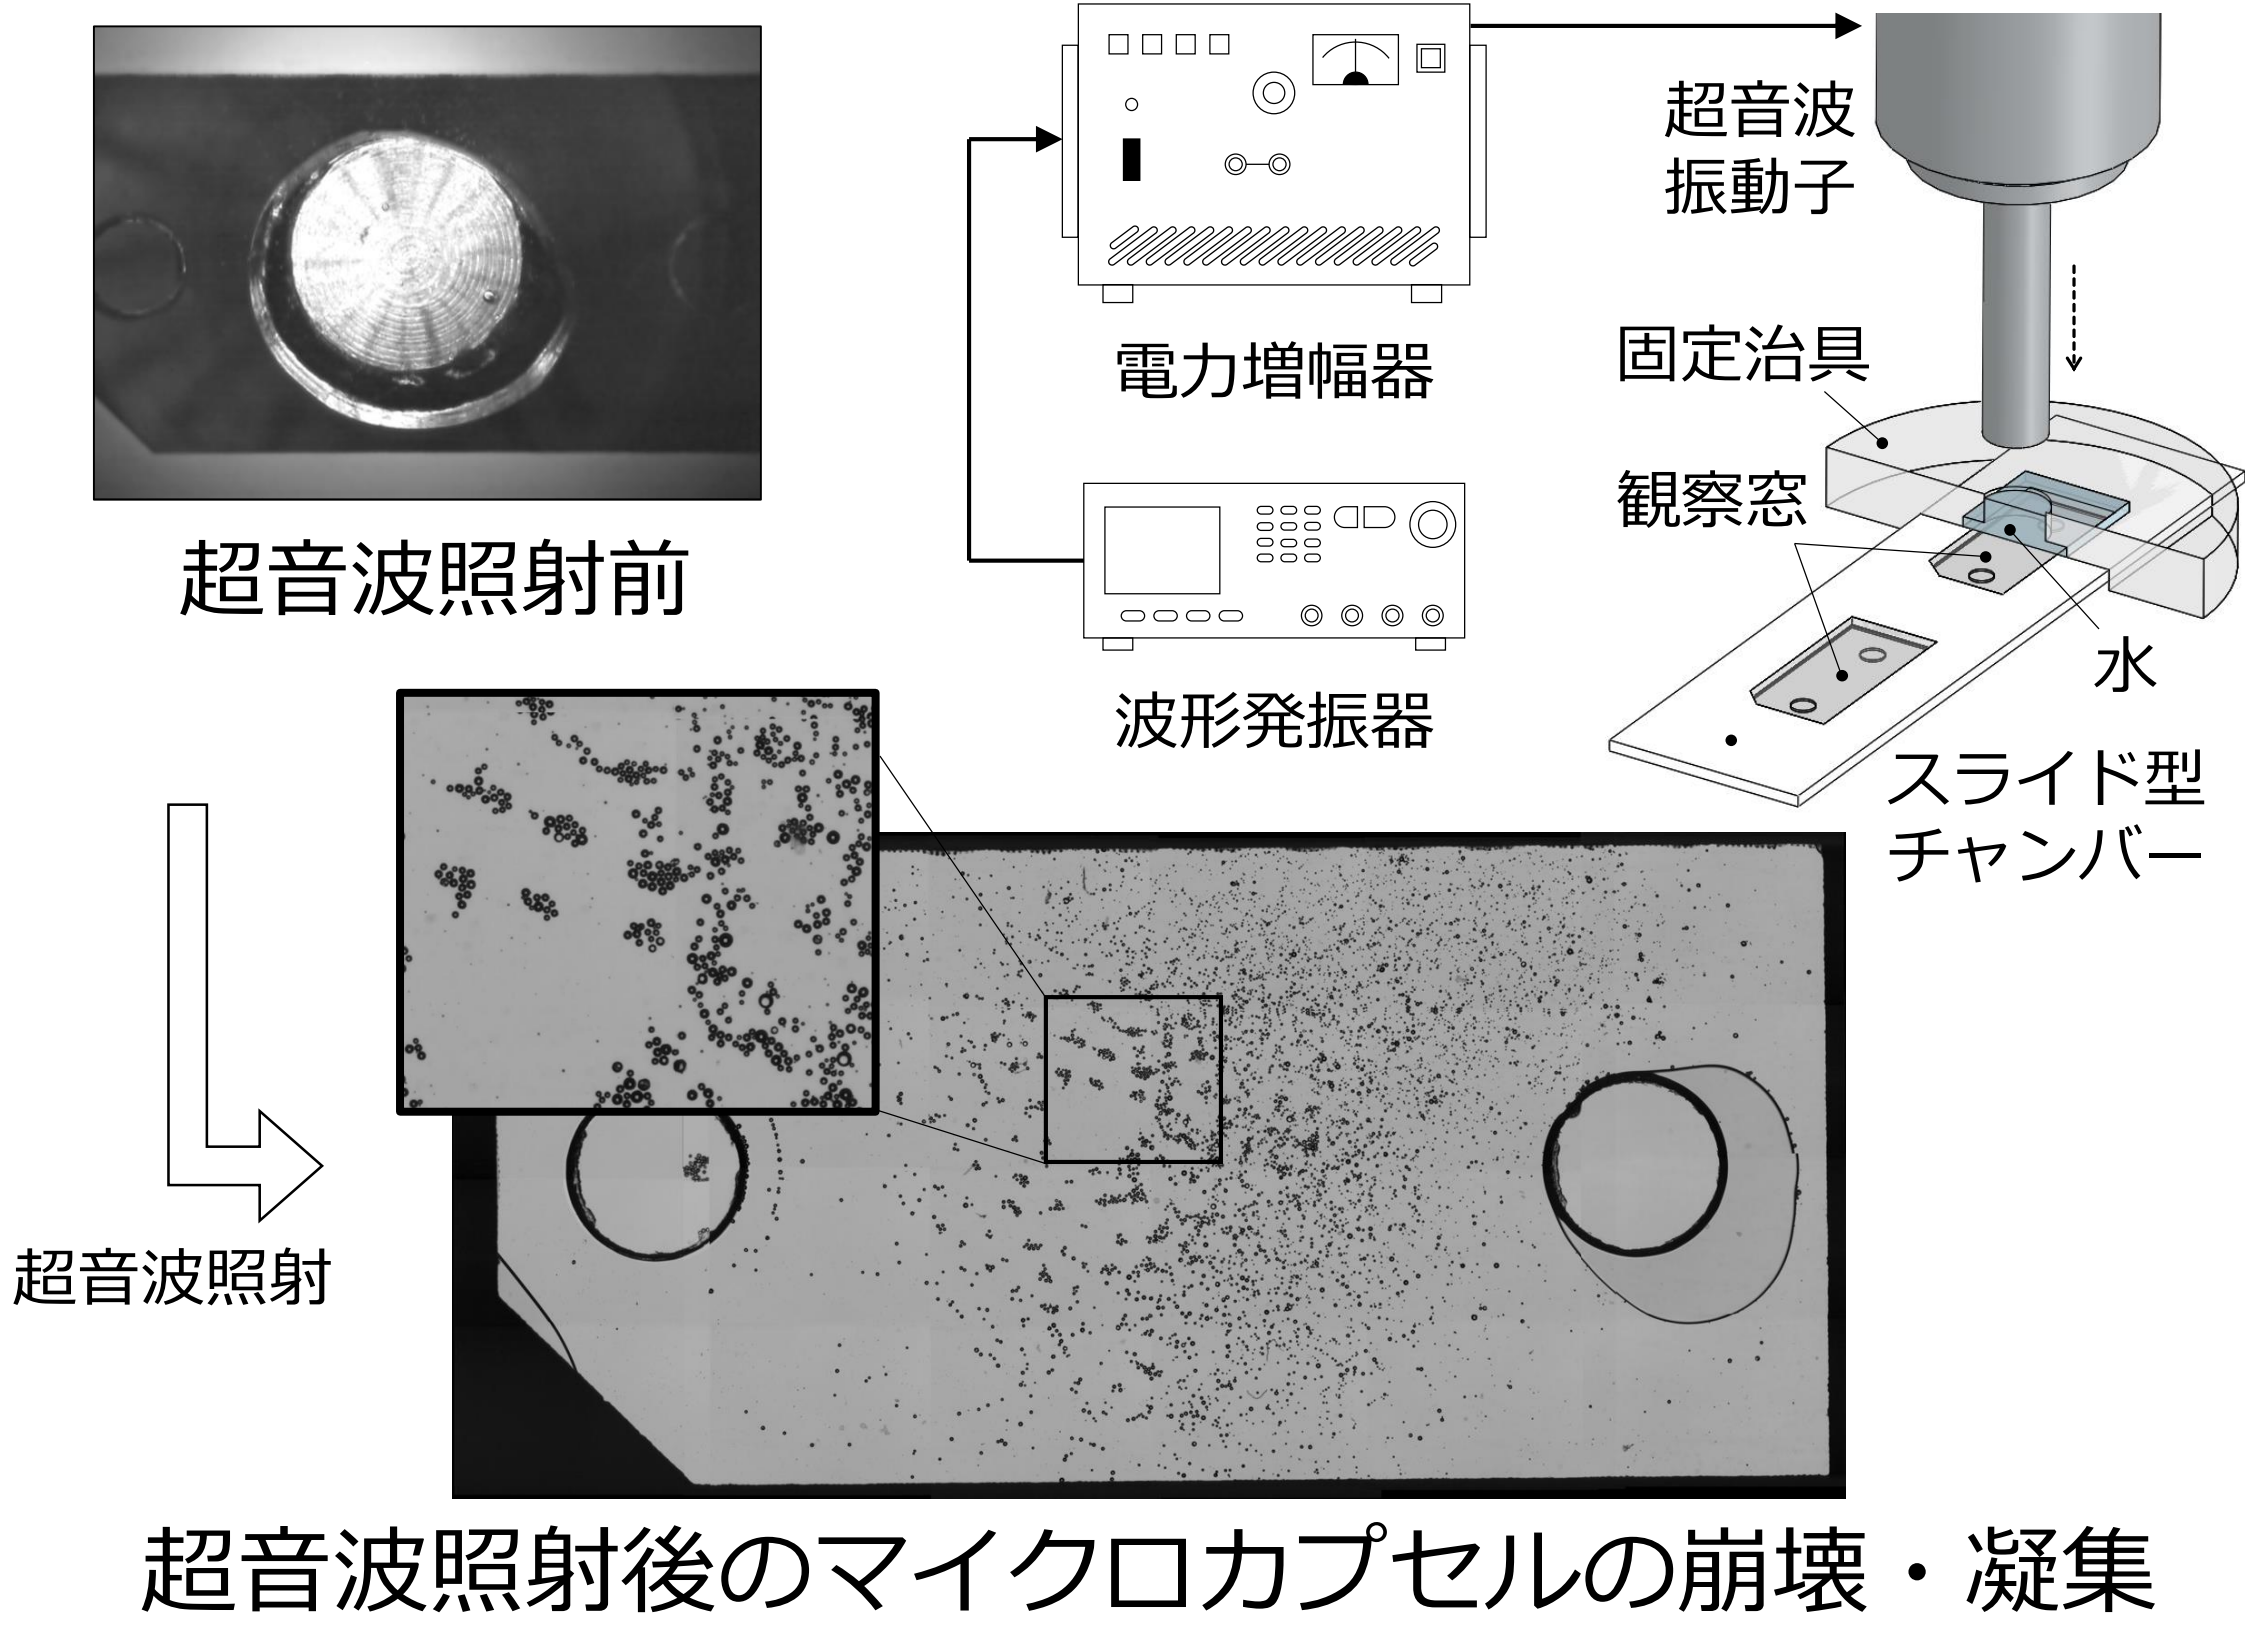 超音波照射前
電力増幅器
波形発振器
超音波
振動子
固定治具
観察窓
水
スライド型
チャンバー
超音波照射
超音波照射後のマイクロカプセルの崩壊・凝集